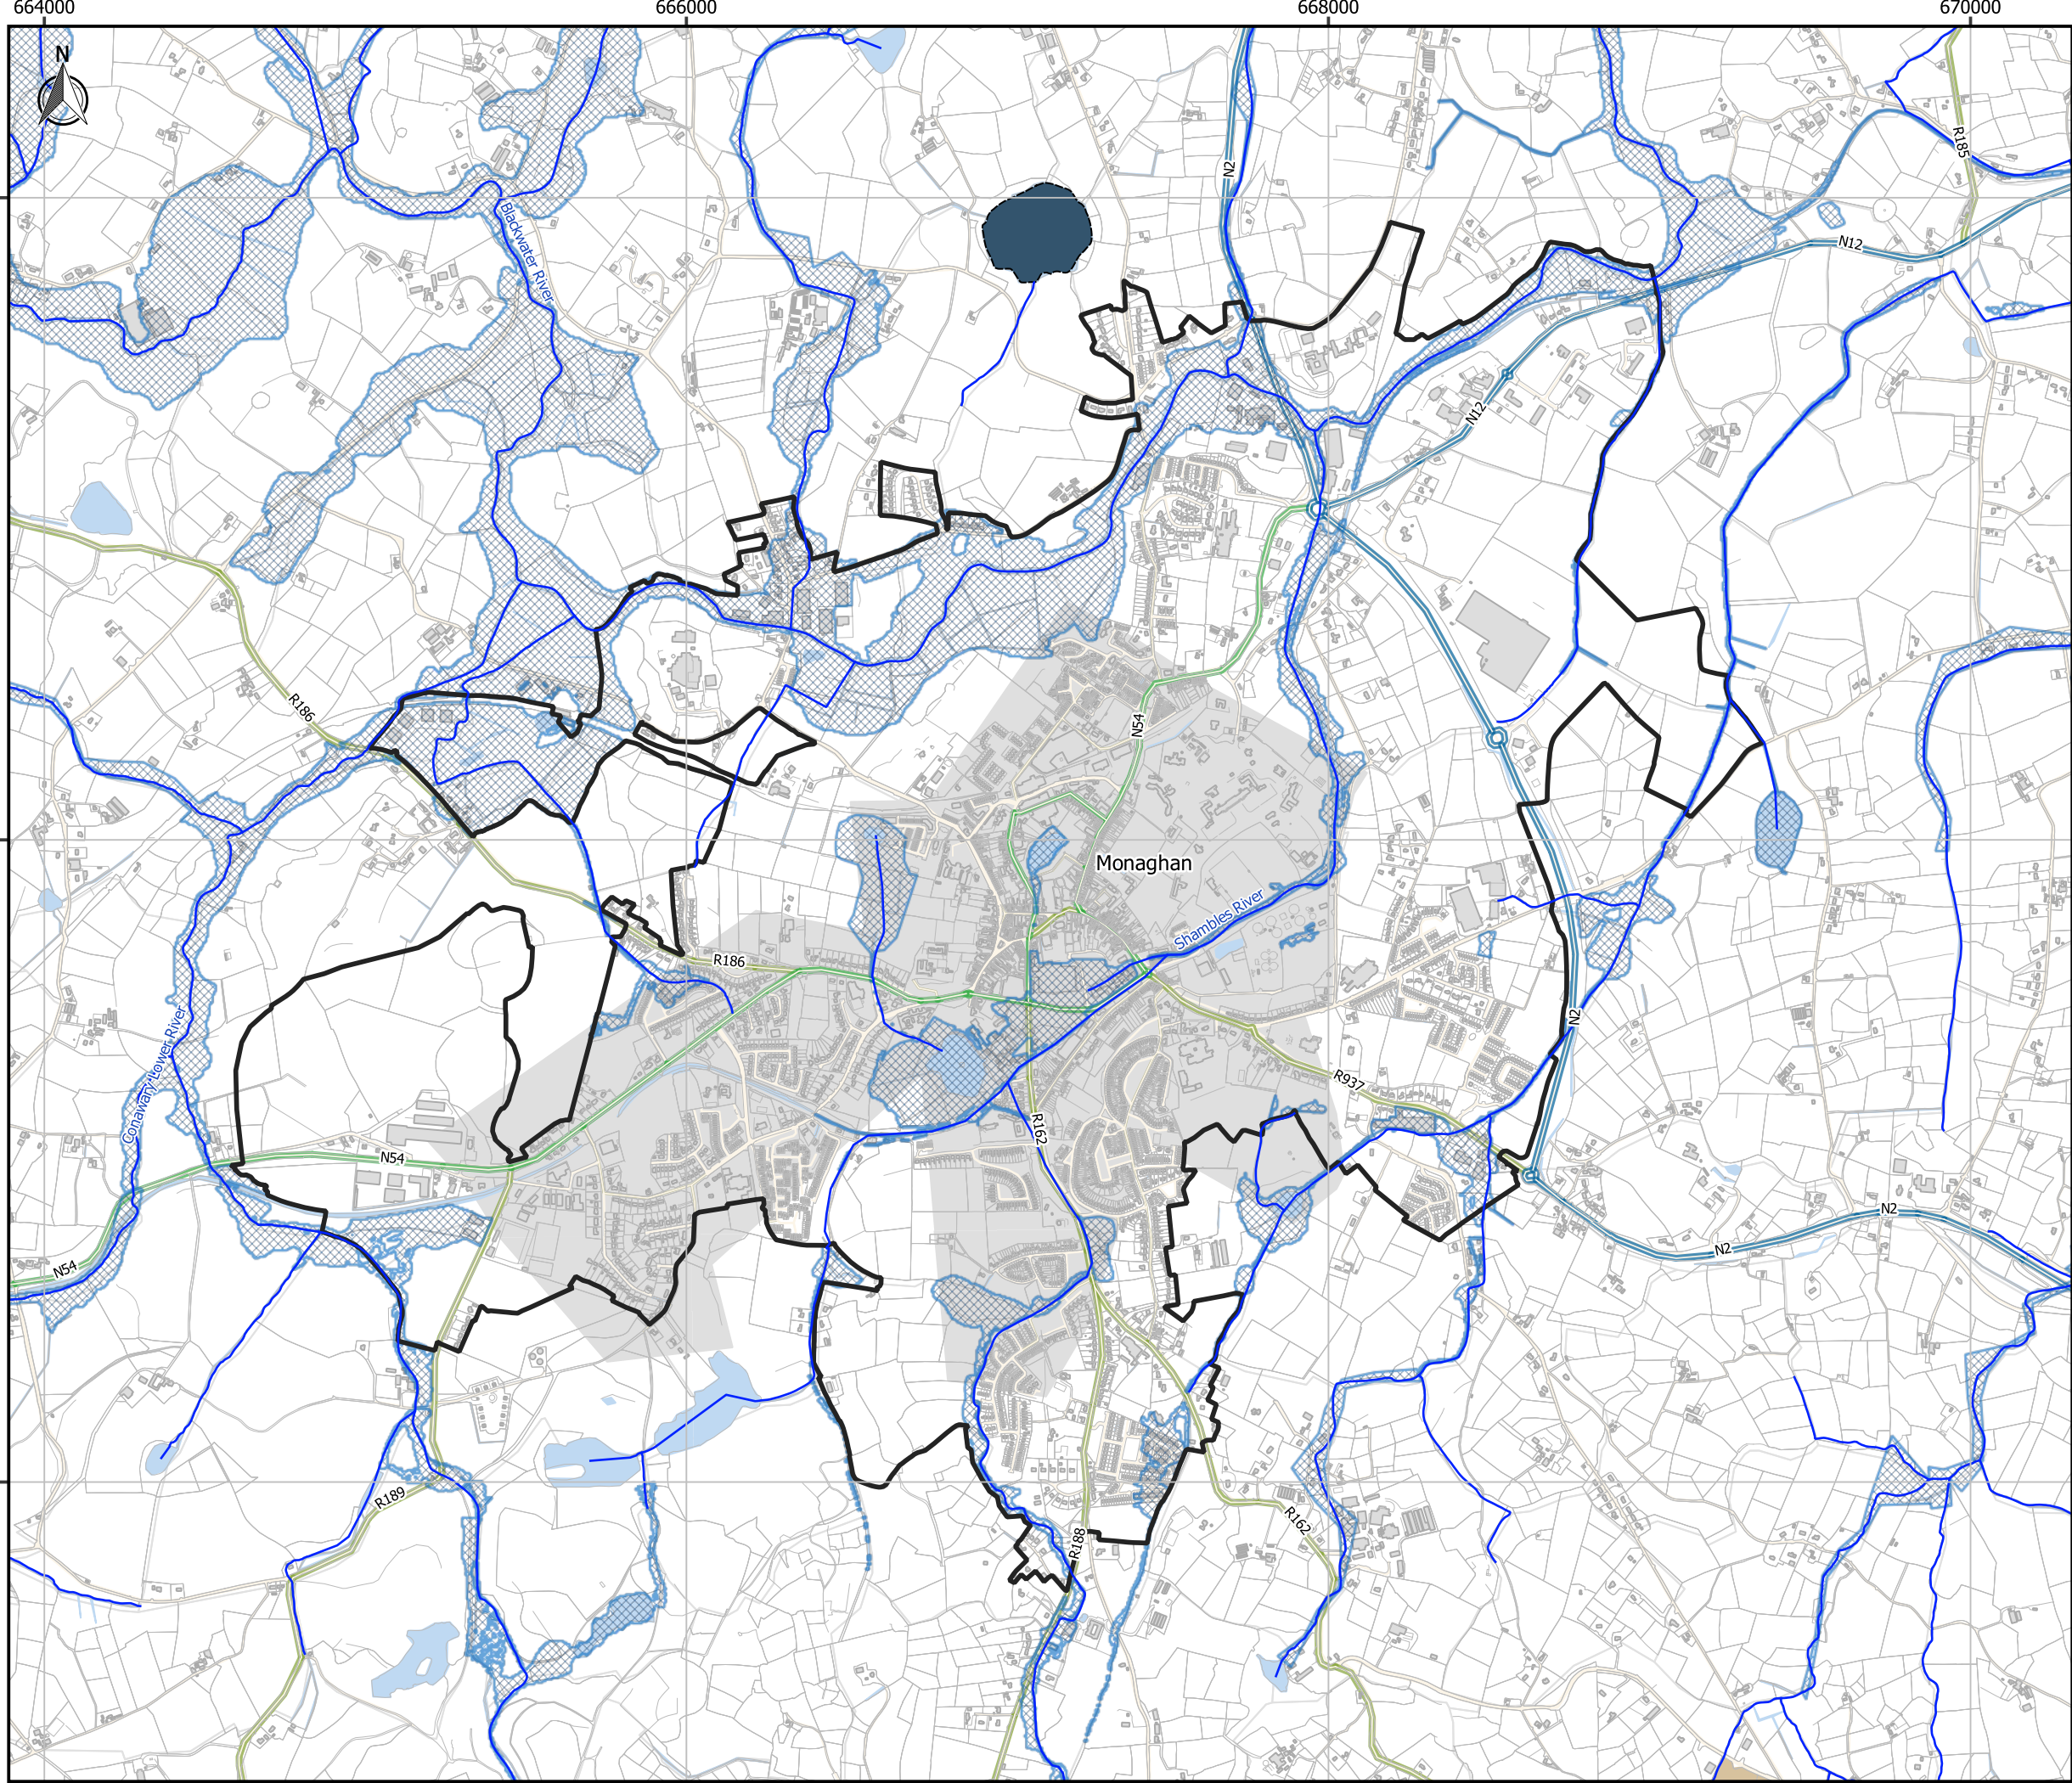 664000
666000
668000
670000
N
N2
R185
Blackwater River
N12
N12
R186
N54
Monaghan
Shambles River
R186
N2
Conawary Lower River
R937
R162
N54
N2
N54
N2
R189
R162
R188